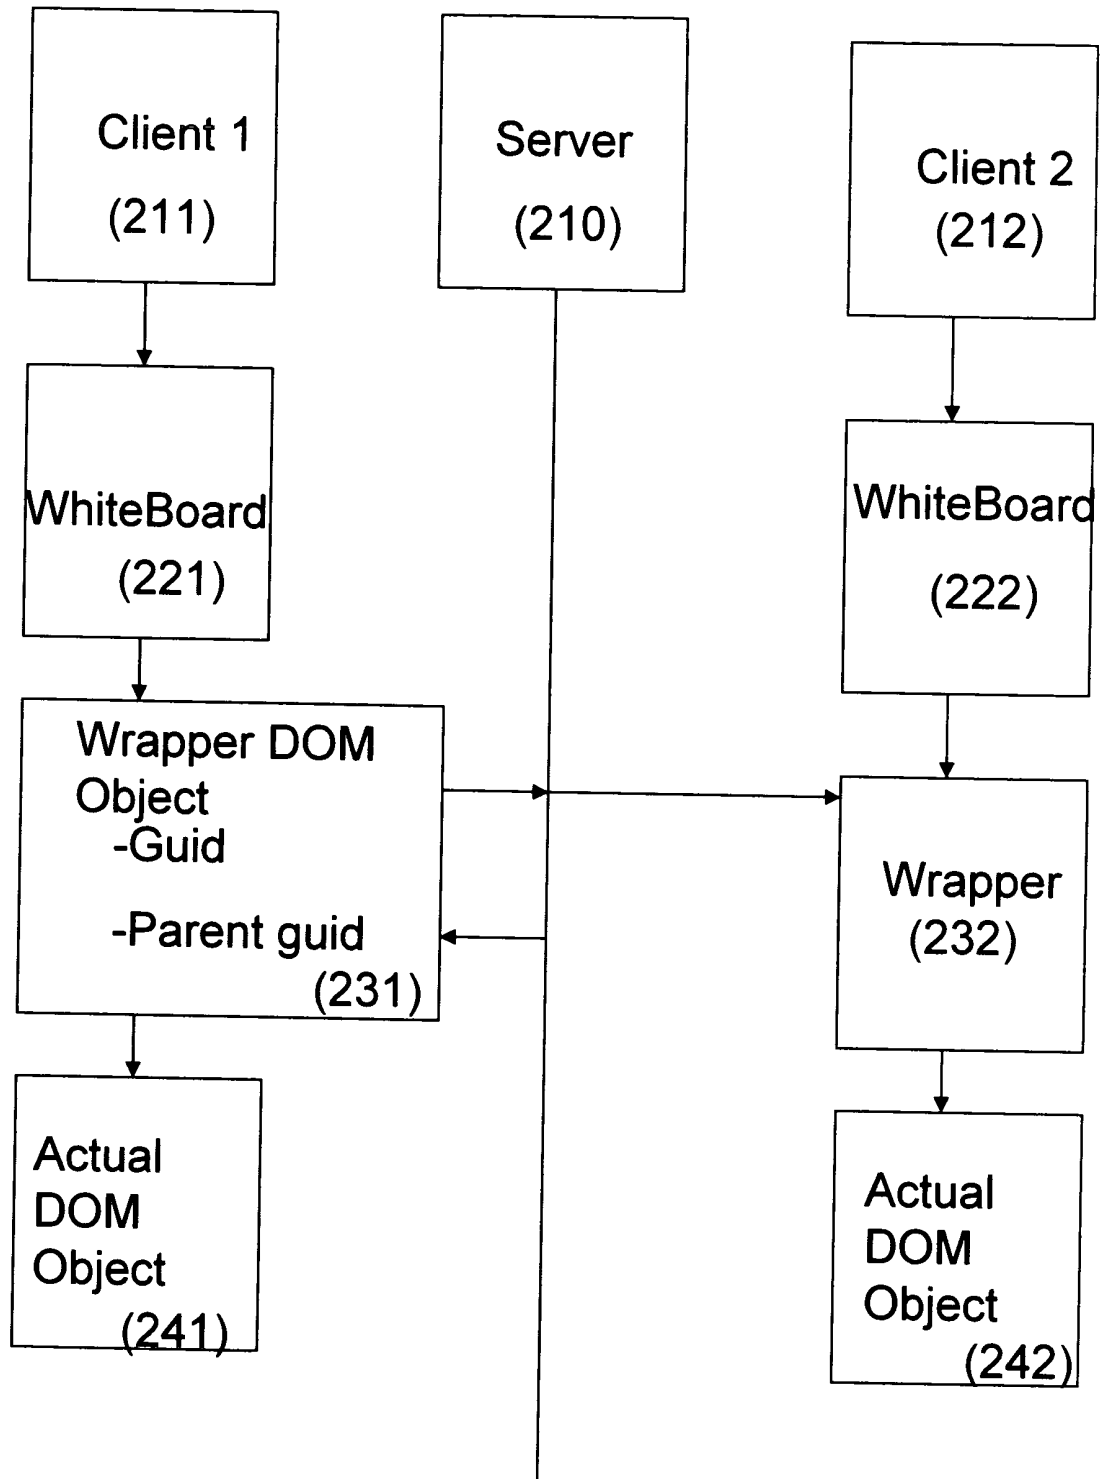 Client 1
(211)
Server
(210)
Client 2
(212)
WhiteBoard
(221)
WhiteBoard
(222)
Wrapper DOM
Object
-Guid
-Parent guid
(231)
Wrapper
(232)
Actual
DOM
Object
(241)
Actual
DOM
Object
(242)